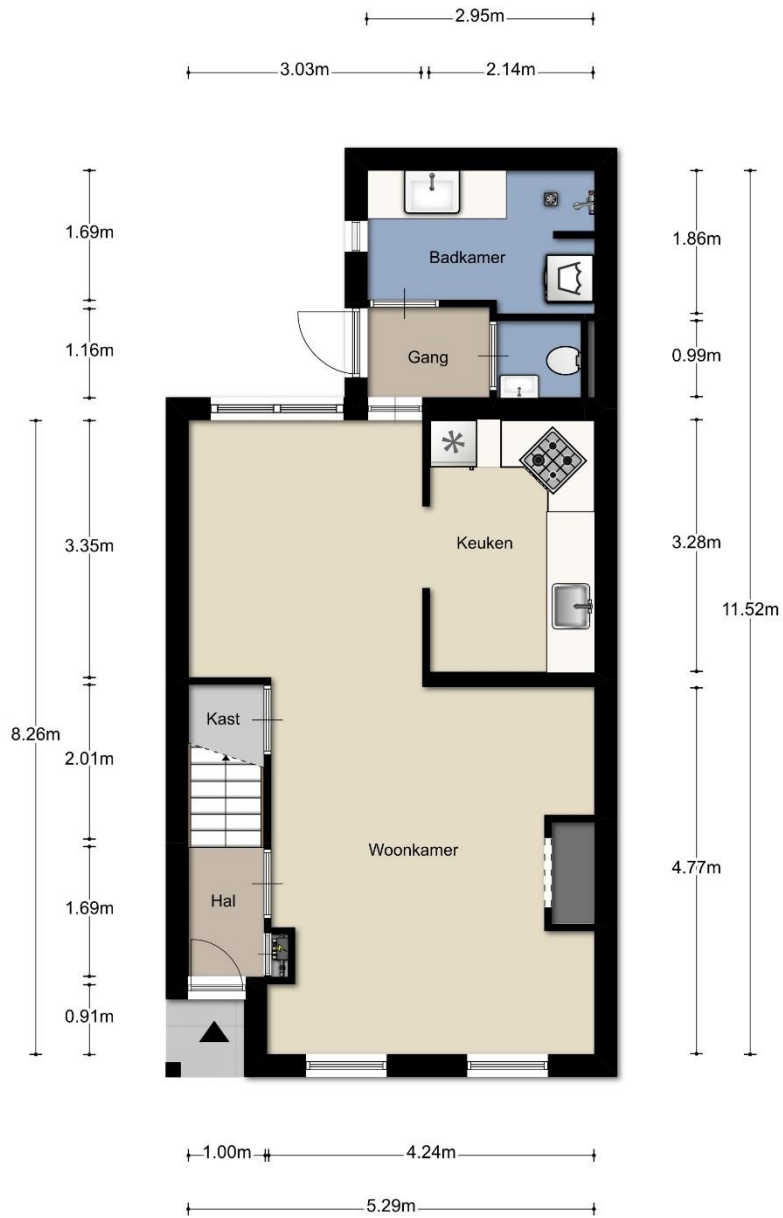 2.95m
3.03m
2.14m
1.69m
1.86m
Badkamer
1.16m
Gang
0.99m
3.35m
Keuken
3.28m
11.52m
Kast
8.26m
2.01m
Woonkamer
4.77m
1.69m
Hal
0.91m
1.00m
4.24m
5.29m